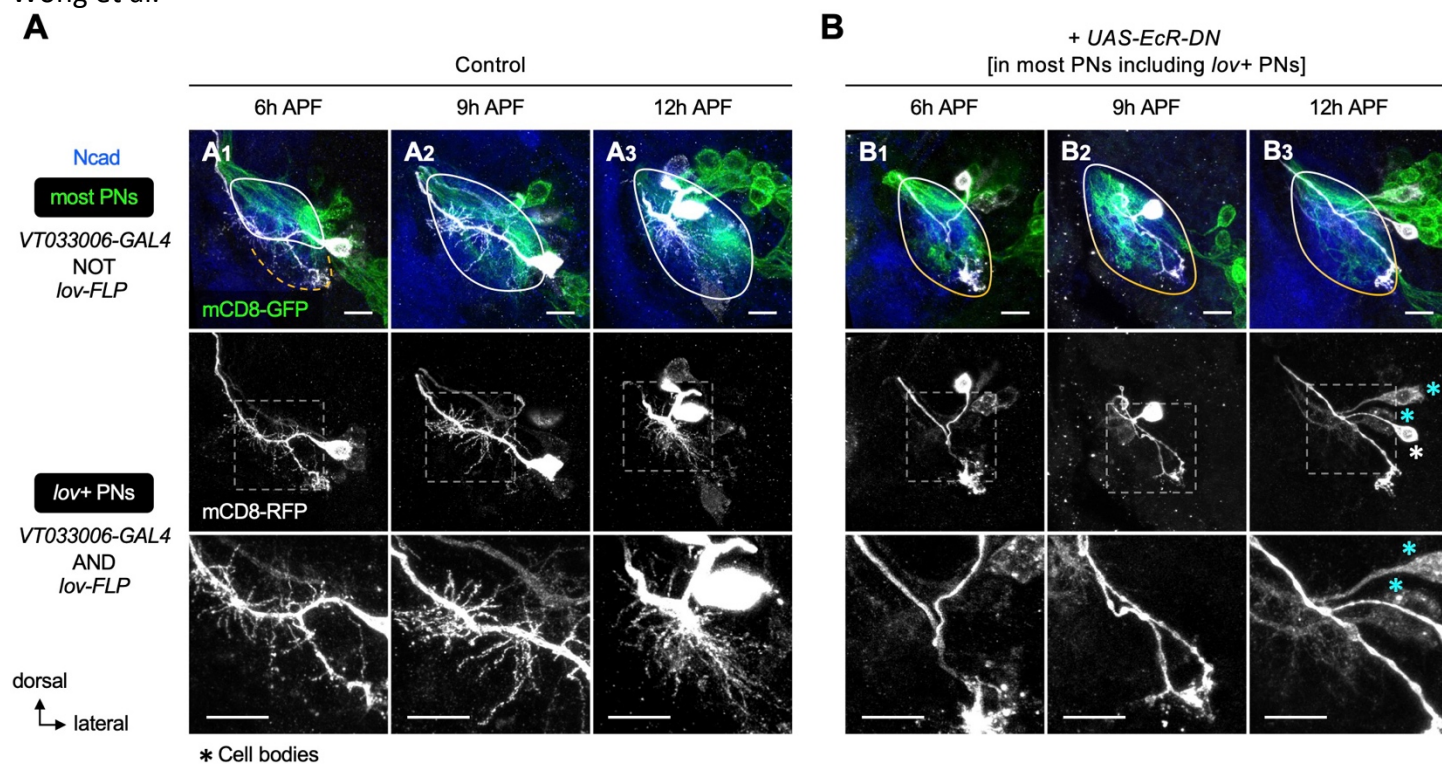 Wong et al.
A
B
Control
+ UAS-EcR-DN
[in most PNs including lov+ PNs]
6h APF
9h APF
12h APF
6h APF
9h APF
12h APF
A1
A2
A3
B1
B2
B3
Ncad
most PNs
VT033006-GAL4
NOT
lov-FLP
mCD8-GFP
*
*
*
lov+ PNs
mCD8-RFP
VT033006-GAL4
AND
lov-FLP
*
*
dorsal
lateral
* Cell bodies